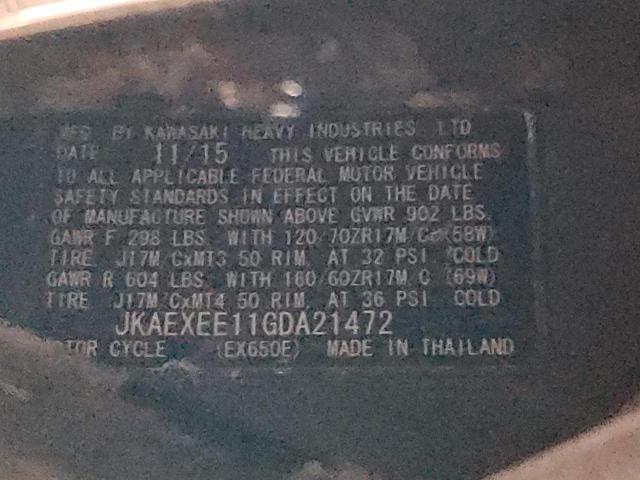 MFG BY KAWASAKI HEAVY INDUSTRIES LTD
DATE 11/15 THIS VEHICLE CONFORMS
TO ALL APPLICABLE FEDERAL MOTOR VEHICLE
SAFETY STANDARDS IN EFFECT ON THE DATE
OF MANUFACTURE SHOWN ABOVE GVWR 902 LBS.
GAWR F 298 LBS. WITH 120/70ZR17M/C (58W)
TIRE J17M/CxMT3 50 RIM, AT 32 PSI COLD
GAWR R 604 LBS. WITH 160/60ZR17M/C (69W)
TIRE J17M/CxMT4 50 RIM, AT 36 PSI COLD
JKAEXEE11GDA21472
MOTOR CYCLE (EX650E) MADE IN THAILAND